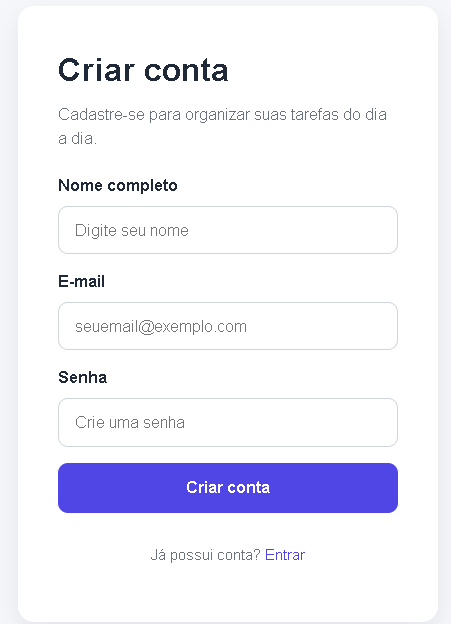 Criar conta
Cadastre-se para organizar suas tarefas do dia
a dia.
Nome completo
Digite seu nome
E-mail
seuemail@exemplo.com
Senha
Crie uma senha
Criar conta
Já possui conta? Entrar